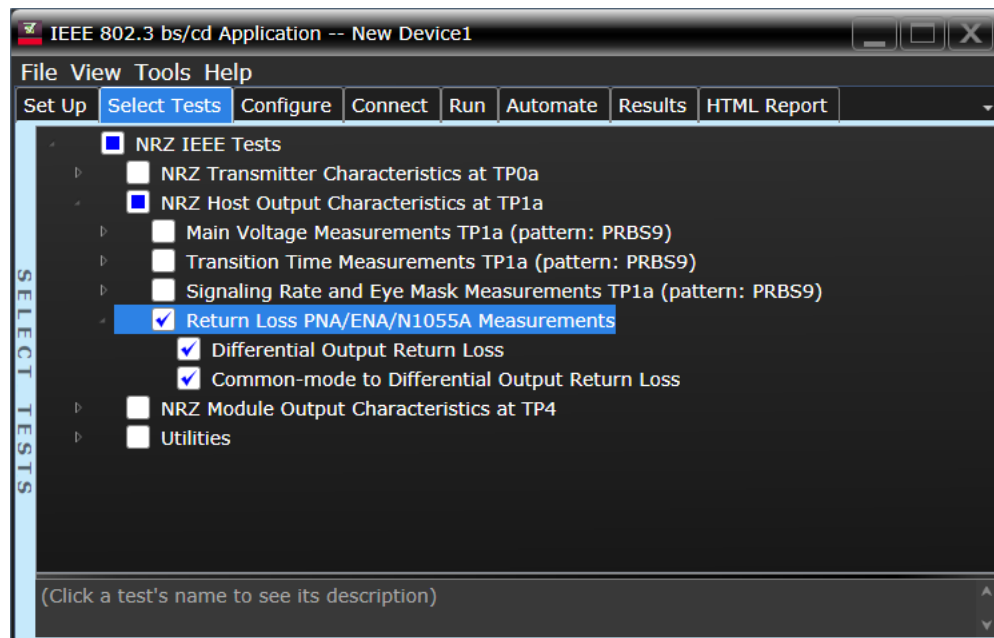 IEEE 802.3 bs/cd Application -- New Device1
File View Tools Help
Set Up Select Tests Configure Connect Run Automate Results HTML Report
SELECT TESTS
NRZ IEEE Tests
NRZ Transmitter Characteristics at TP0a
NRZ Host Output Characteristics at TP1a
Main Voltage Measurements TP1a (pattern: PRBS9)
Transition Time Measurements TP1a (pattern: PRBS9)
Signaling Rate and Eye Mask Measurements TP1a (pattern: PRBS9)
Return Loss PNA/ENA/N1055A Measurements
Differential Output Return Loss
Common-mode to Differential Output Return Loss
NRZ Module Output Characteristics at TP4
Utilities
(Click a test's name to see its description)